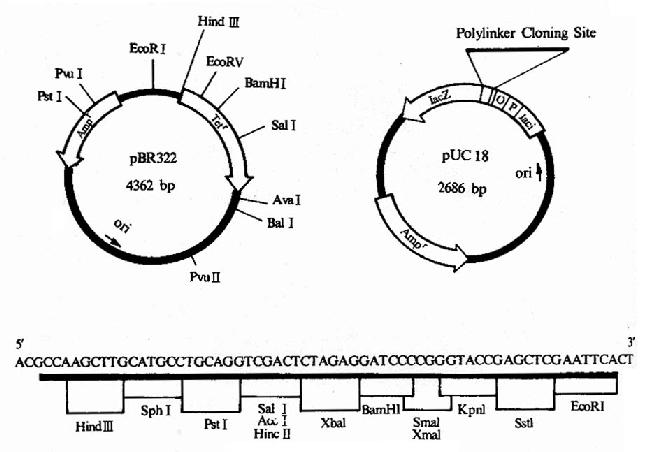 Hind III
EcoR I
EcoRV
BamH I
Pvu I
Pst I
Amp^r
Tet^r
Sal I
pBR322
4362 bp
Ava I
Bal I
ori
Pvu II
Polylinker Cloning Site
lacZ
O
P
laci
pUC 18
2686 bp
ori
Amp^r
5′ 3′
ACGCCAAGCTTGCATGCCTGCAGGTCGACTCTAGAGGATCCCCGGGTACCGAGCTCGAATTCACT
Hind III
Sph I
Pst I
Sal I
Acc I
Hinc II
XbaI
BamHI
SmaI
XmaI
KpnI
SstI
EcoRI